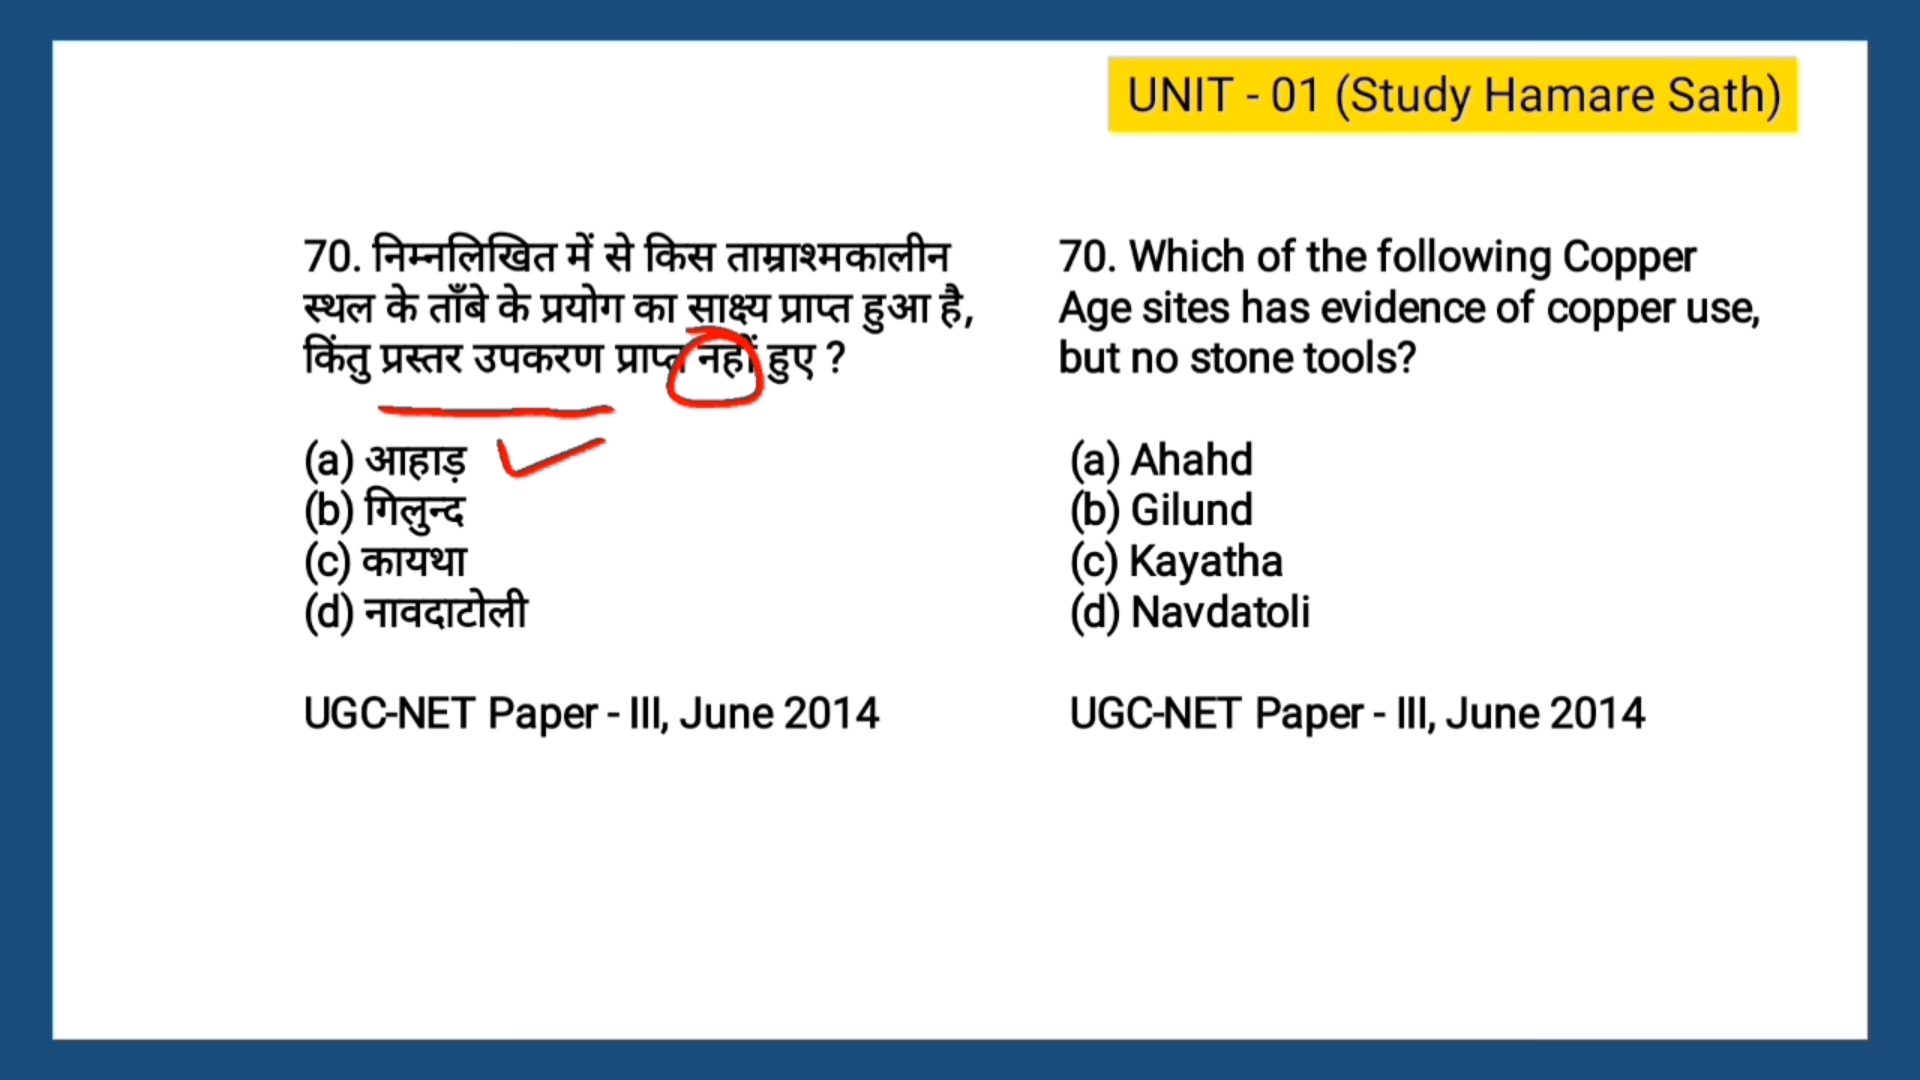 UNIT - 01 (Study Hamare Sath)
70. निम्नलिखित में से किस ताम्राश्मकालीन
स्थल के ताँबे के प्रयोग का साक्ष्य प्राप्त हुआ है,
किंतु प्रस्तर उपकरण प्राप्त नहीं हुए ?
(a) आहाड़
(b) गिलुन्द
(c) कायथा
(d) नावदाटोली
UGC-NET Paper - III, June 2014
70. Which of the following Copper
Age sites has evidence of copper use,
but no stone tools?
(a) Ahahd
(b) Gilund
(c) Kayatha
(d) Navdatoli
UGC-NET Paper - III, June 2014